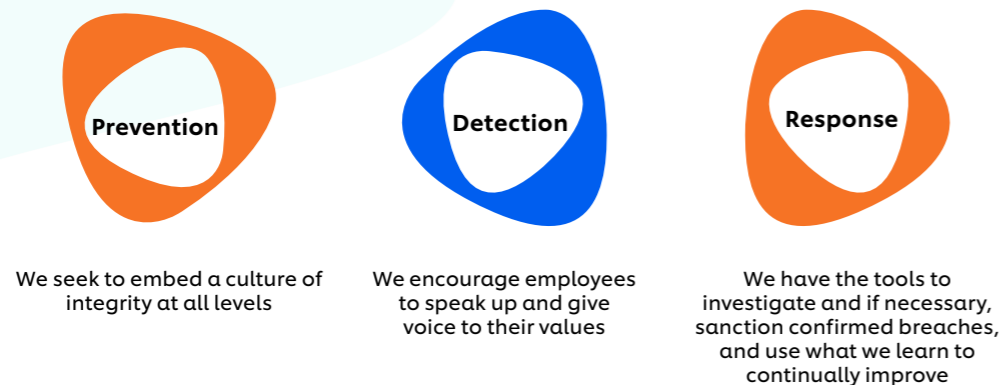 Prevention
We seek to embed a culture of
integrity at all levels
Detection
We encourage employees
to speak up and give
voice to their values
Response
We have the tools to
investigate and if necessary,
sanction confirmed breaches,
and use what we learn to
continually improve